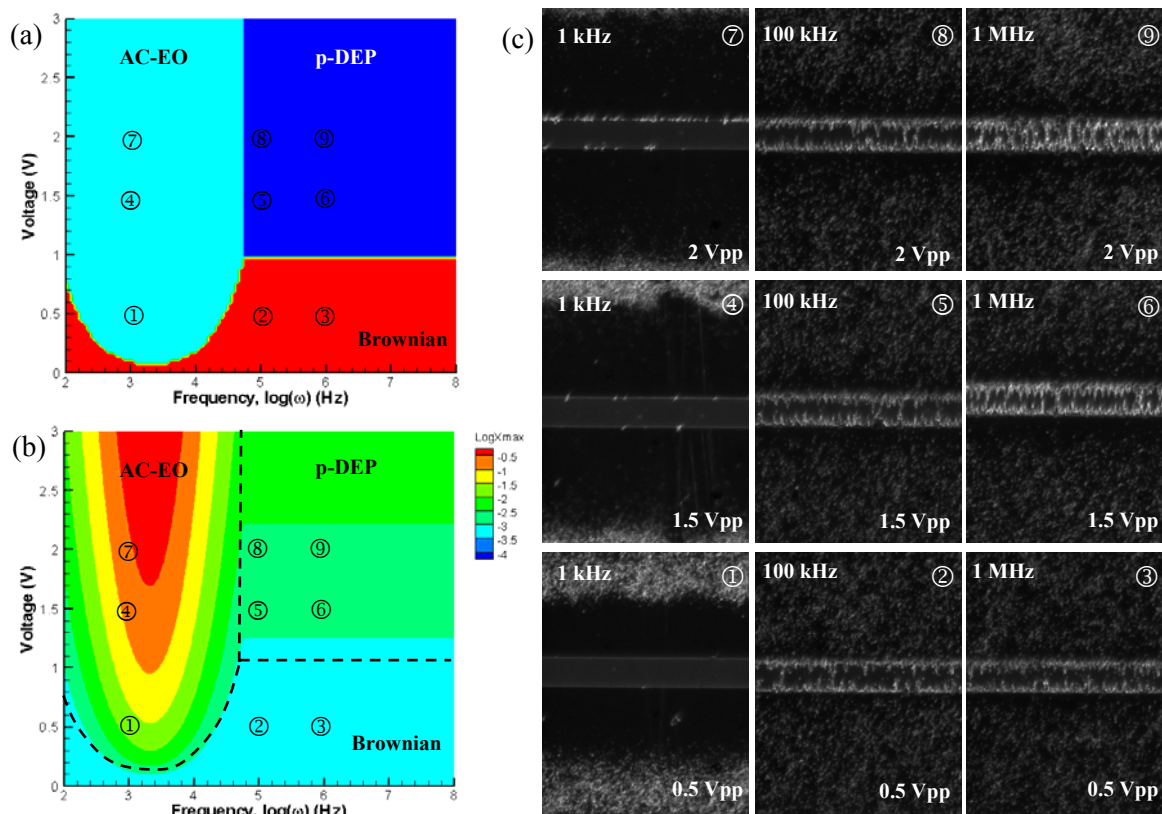 (a)
3
2.5
2
1.5
1
0.5
0
Voltage (V)
AC-EO
p-DEP
⑦
⑧
⑨
④
⑤
⑥
①
②
③
Brownian
2 3 4 5 6 7 8
Frequency, log(ω) (Hz)
(b)
3
2.5
2
1.5
1
0.5
0
Voltage (V)
AC-EO
p-DEP
⑦
⑧
⑨
④
⑤
⑥
①
②
③
Brownian
2 3 4 5 6 7 8
Frequency, log(ω) (Hz)
LogXmax
-0.5
-1
-1.5
-2
-2.5
-3
-3.5
-4
(c)
1 kHz ⑦
2 Vpp
100 kHz ⑧
2 Vpp
1 MHz ⑨
2 Vpp
1 kHz ④
1.5 Vpp
100 kHz ⑤
1.5 Vpp
1 MHz ⑥
1.5 Vpp
1 kHz ①
0.5 Vpp
100 kHz ②
0.5 Vpp
1 MHz ③
0.5 Vpp